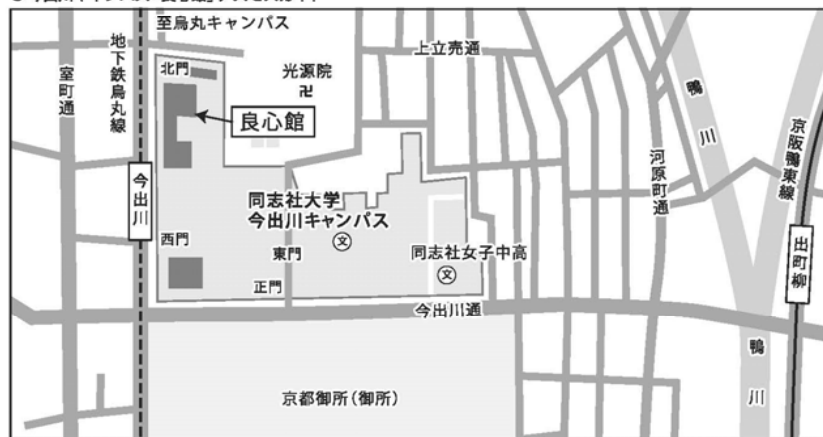 至烏丸キャンパス
地下鉄烏丸線
室町通
北門
光源院
卍
上立売通
良心館
鴨川
京阪鴨東線
河原町通
今出川
同志社大学
今出川キャンパス
文
西門
東門
同志社女子中高
文
正門
出町柳
今出川通
鴨川
京都御所(御所)